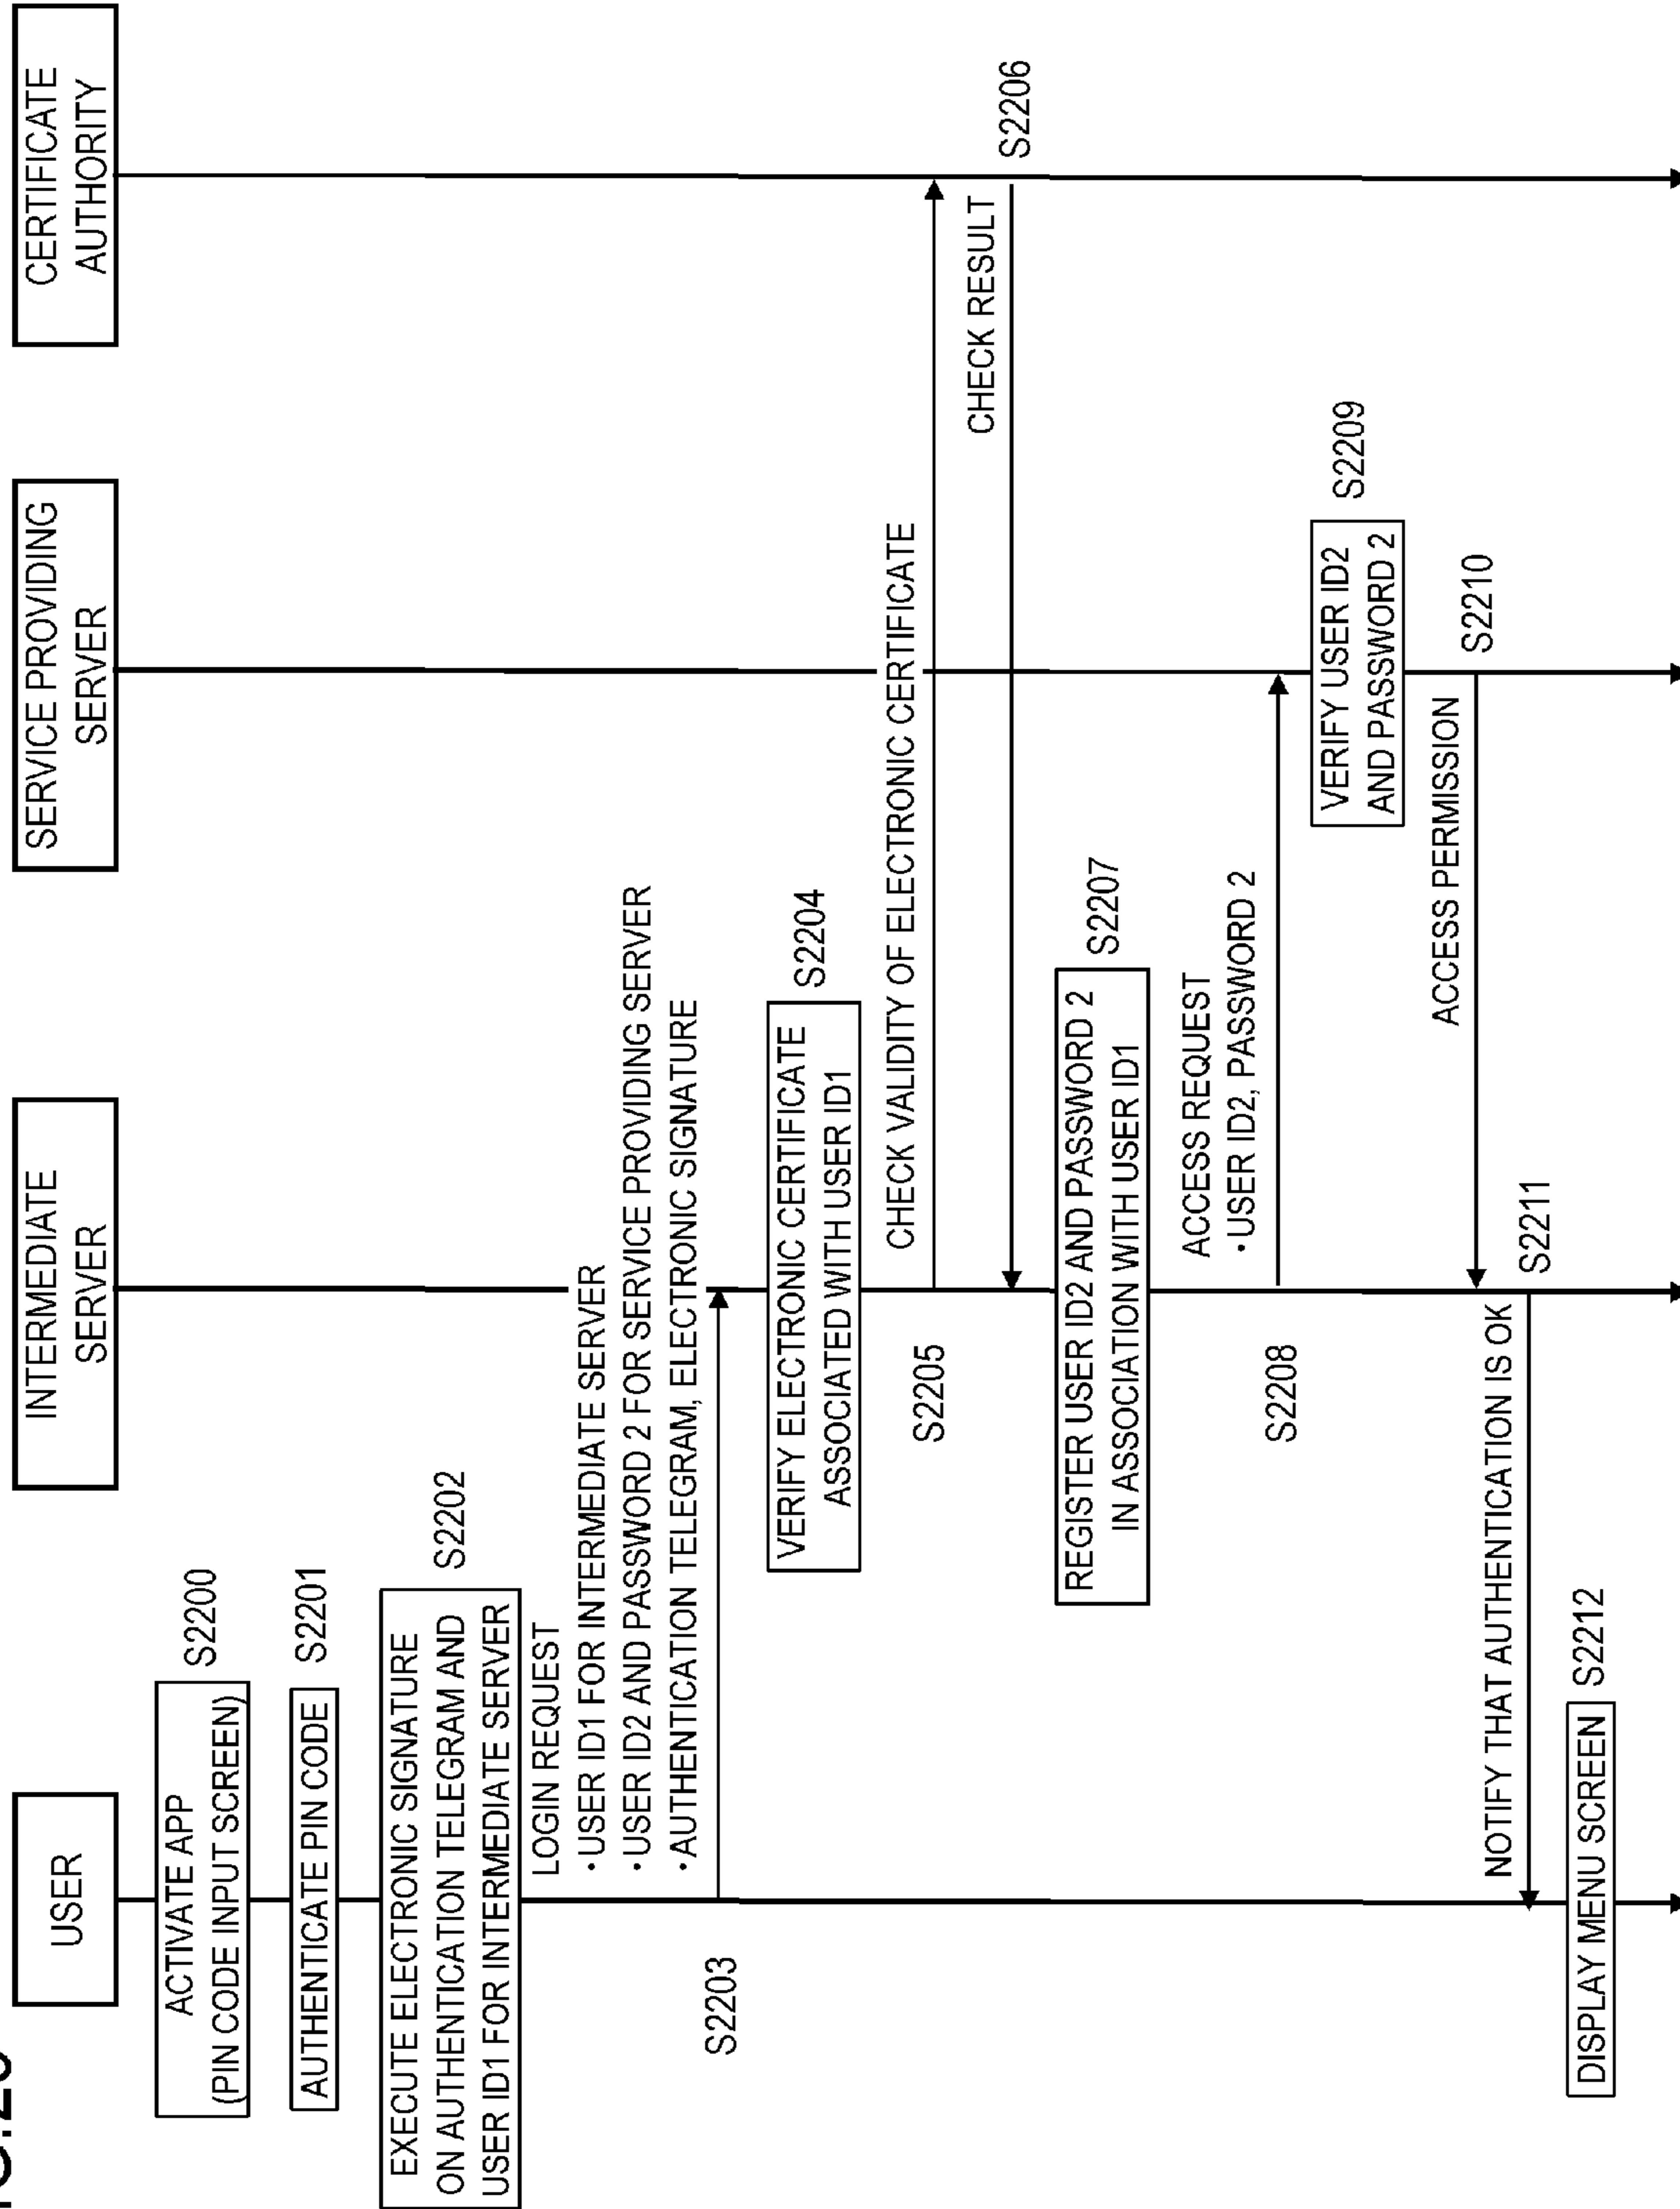 USER
INTERMEDIATE
SERVER
SERVICE PROVIDING
SERVER
CERTIFICATE
AUTHORITY
ACTIVATE APP
(PIN CODE INPUT SCREEN)
S2200
AUTHENTICATE PIN CODE
S2201
EXECUTE ELECTRONIC SIGNATURE
ON AUTHENTICATION TELEGRAM AND
USER ID1 FOR INTERMEDIATE SERVER
S2202
LOGIN REQUEST
・USER ID1 FOR INTERMEDIATE SERVER
・USER ID2 AND PASSWORD 2 FOR SERVICE PROVIDING SERVER
・AUTHENTICATION TELEGRAM, ELECTRONIC SIGNATURE
S2203
VERIFY ELECTRONIC CERTIFICATE
ASSOCIATED WITH USER ID1
S2204
CHECK VALIDITY OF ELECTRONIC CERTIFICATE
S2205
CHECK RESULT
S2206
REGISTER USER ID2 AND PASSWORD 2
IN ASSOCIATION WITH USER ID1
S2207
ACCESS REQUEST
・USER ID2, PASSWORD 2
S2208
VERIFY USER ID2
AND PASSWORD 2
S2209
ACCESS PERMISSION
S2210
NOTIFY THAT AUTHENTICATION IS OK
S2211
DISPLAY MENU SCREEN
S2212